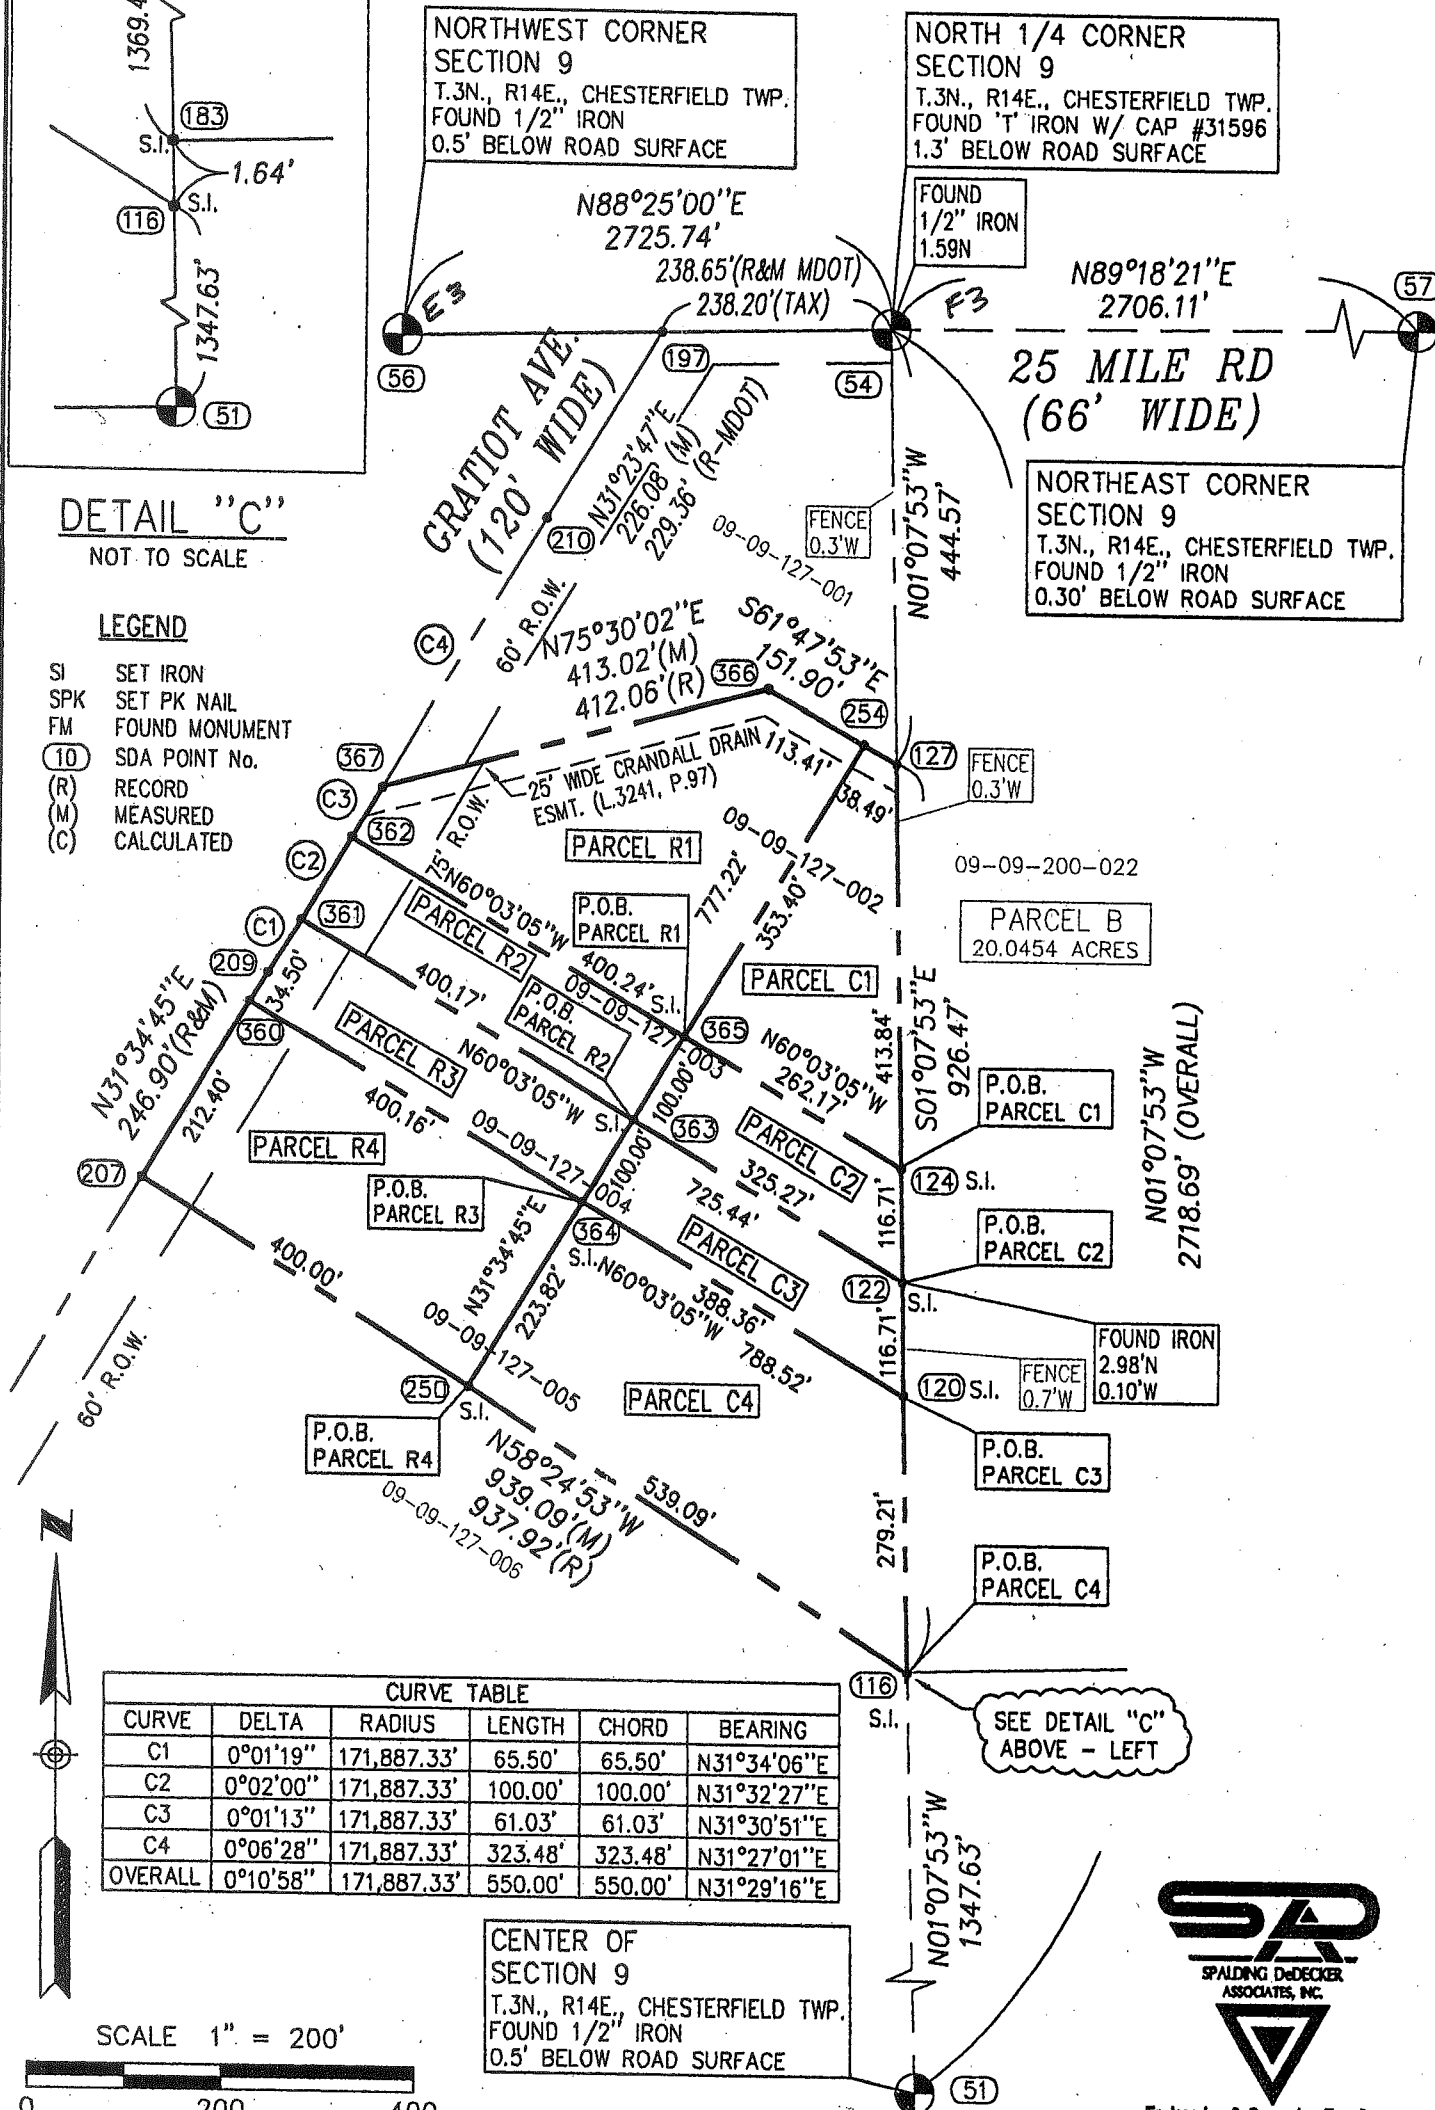 1369.4
183
S.I.
1.64'
S.I.
116
1347.63'
51
DETAIL "C"
NOT TO SCALE
NORTHWEST CORNER
SECTION 9
T.3N., R14E., CHESTERFIELD TWP.
FOUND 1/2" IRON
0.5' BELOW ROAD SURFACE
NORTH 1/4 CORNER
SECTION 9
T.3N., R14E., CHESTERFIELD TWP.
FOUND 'T' IRON W/ CAP #31596
1.3' BELOW ROAD SURFACE
FOUND
1/2" IRON
1.59N
N88°25'00"E
2725.74'
238.65'(R&M MDOT)
238.20'(TAX)
N89°18'21"E
2706.11'
E3
F3
57
56
197
54
25 MILE RD
(66' WIDE)
GRATIOT AVE.
(120' WIDE)
N31°23'47"E
226.08' (M)
229.36' (R-MDOT)
210
09-09-127-001
FENCE
0.3'W
N01°07'53"W
444.57'
NORTHEAST CORNER
SECTION 9
T.3N., R14E., CHESTERFIELD TWP.
FOUND 1/2" IRON
0.30' BELOW ROAD SURFACE
LEGEND
SI SET IRON
SPK SET PK NAIL
FM FOUND MONUMENT
10 SDA POINT No.
(R) RECORD
(M) MEASURED
(C) CALCULATED
C4
60' R.O.W.
N75°30'02"E
413.02'(M)
412.06'(R)
366
S61°47'53"E
151.90'
254
127
FENCE
0.3'W
367
25' WIDE CRANDALL DRAIN
ESMT. (L.3241, P.97)
113.41'
38.49'
C3
362
75' R.O.W.
PARCEL R1
09-09-127-002
09-09-200-022
C2
N60°03'05"W
777.22'
353.40'
PARCEL B
20.0454 ACRES
361
PARCEL R2
P.O.B.
PARCEL R1
C1
209
400.24'
S.I.
PARCEL C1
34.50'
400.17'
P.O.B.
PARCEL R2
09-09-127-003
365
N31°34'45"E
246.90'(R&M)
360
PARCEL R3
N60°03'05"W
N60°03'05"W
262.17'
413.84'
S01°07'53"E
926.47'
N01°07'53"W
2718.69' (OVERALL)
P.O.B.
PARCEL C1
212.40'
400.16'
S.I.
100.00'
363
PARCEL C2
PARCEL R4
09-09-127-004
100.00'
325.27'
725.44'
124 S.I.
207
P.O.B.
PARCEL R3
364
S.I.
PARCEL C3
116.71'
P.O.B.
PARCEL C2
400.00'
N31°34'45"E
223.82'
N60°03'05"W
388.36'
788.52'
122
S.I.
116.71'
FOUND IRON
2.98'N
0.10'W
60' R.O.W.
09-09-127-005
250
S.I.
PARCEL C4
FENCE
0.7'W
120 S.I.
P.O.B.
PARCEL R4
P.O.B.
PARCEL C3
N58°24'53"W
939.09'(M)
937.92'(R)
09-09-127-006
539.09'
279.21'
P.O.B.
PARCEL C4
Z
116
S.I.
SEE DETAIL "C"
ABOVE - LEFT
CURVE TABLE
CURVE DELTA RADIUS LENGTH CHORD BEARING
C1 0°01'19" 171,887.33' 65.50' 65.50' N31°34'06"E
C2 0°02'00" 171,887.33' 100.00' 100.00' N31°32'27"E
C3 0°01'13" 171,887.33' 61.03' 61.03' N31°30'51"E
C4 0°06'28" 171,887.33' 323.48' 323.48' N31°27'01"E
OVERALL 0°10'58" 171,887.33' 550.00' 550.00' N31°29'16"E
N01°07'53"W
1347.63'
CENTER OF
SECTION 9
T.3N., R14E., CHESTERFIELD TWP.
FOUND 1/2" IRON
0.5' BELOW ROAD SURFACE
51
SCALE 1" = 200'
0 200 400
SDA
SPALDING DeDECKER
ASSOCIATES, INC.